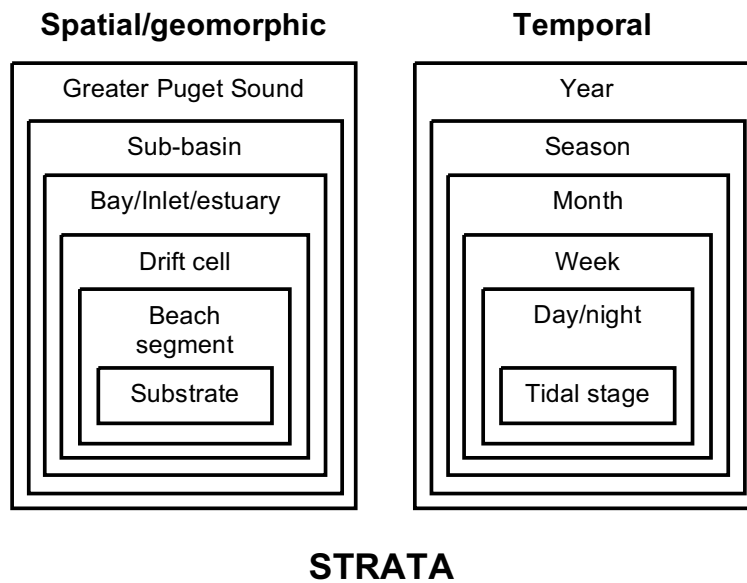 Spatial/geomorphic
Greater Puget Sound
Sub-basin
Bay/Inlet/estuary
Drift cell
Beach
segment
Substrate
Temporal
Year
Season
Month
Week
Day/night
Tidal stage
STRATA